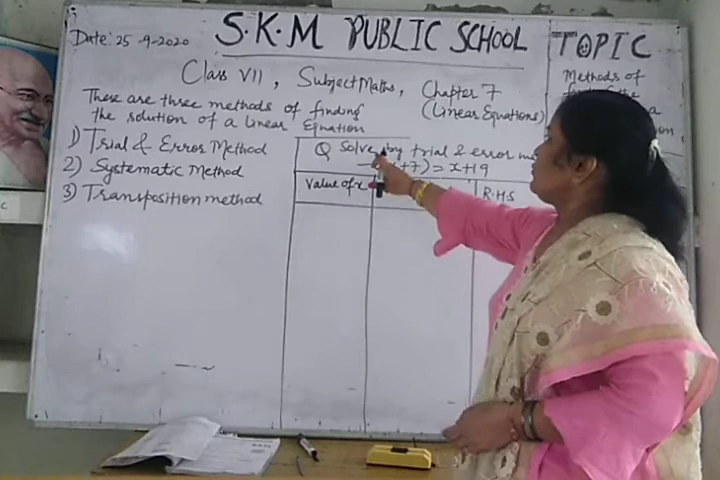 Date: 25-9-2020
S.K.M PUBLIC SCHOOL
TOPIC
Class VII, Subject Maths, Chapter 7
(Linear Equations)
Methods of
a
There are three methods of finding
the solution of a Linear Equation
1) Trial & Error Method
2) Systematic Method
3) Transposition method
Q Solve by trial & error
+7) = x+19
Value of x
R.H.S